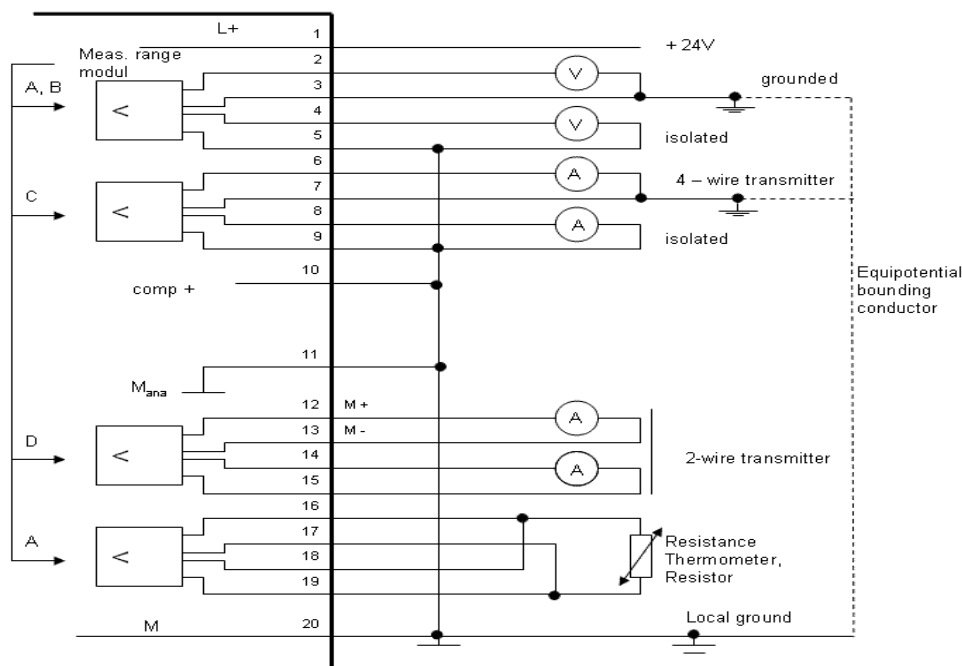 L+
1
+ 24V
Meas. range
modul
2
A, B
<
3
V
grounded
4
5
V
isolated
6
C
<
7
A
4 – wire transmitter
8
9
A
isolated
10
comp +
Equipotential
bounding
conductor
11
Mana
12
M +
A
13
M -
D
<
14
2-wire transmitter
15
A
16
17
A
<
18
Resistance
Thermometer,
Resistor
19
M
20
Local ground